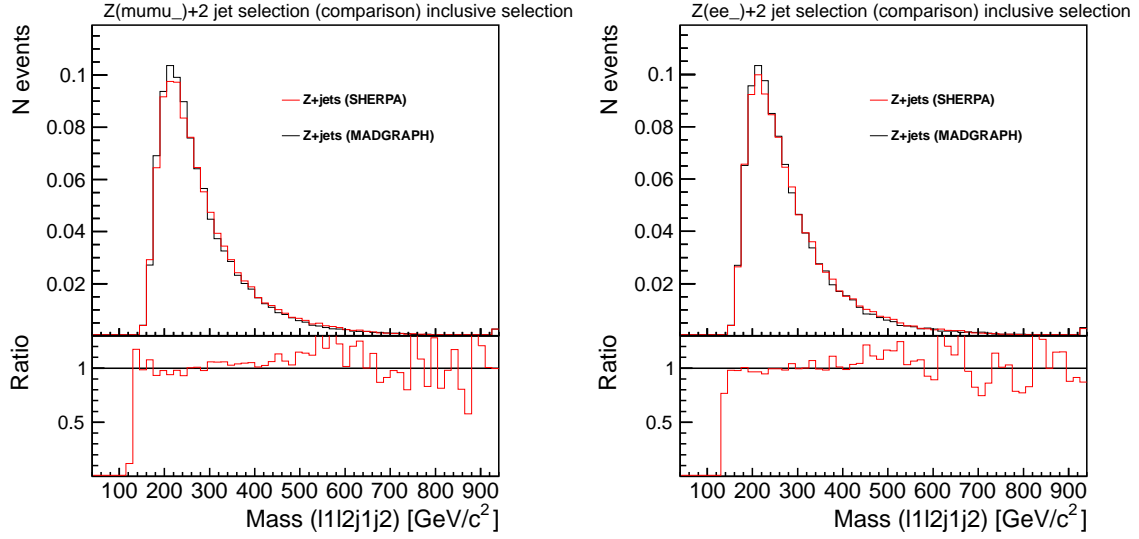 Z(mumu_)+2 jet selection (comparison) inclusive selection
N events
0.1
0.08
0.06
0.04
0.02
Z+jets (SHERPA)
Z+jets (MADGRAPH)
Ratio
1
0.5
100 200 300 400 500 600 700 800 900
Mass (l1l2j1j2) [GeV/c²]
Z(ee_)+2 jet selection (comparison) inclusive selection
N events
0.1
0.08
0.06
0.04
0.02
Z+jets (SHERPA)
Z+jets (MADGRAPH)
Ratio
1
0.5
100 200 300 400 500 600 700 800 900
Mass (l1l2j1j2) [GeV/c²]